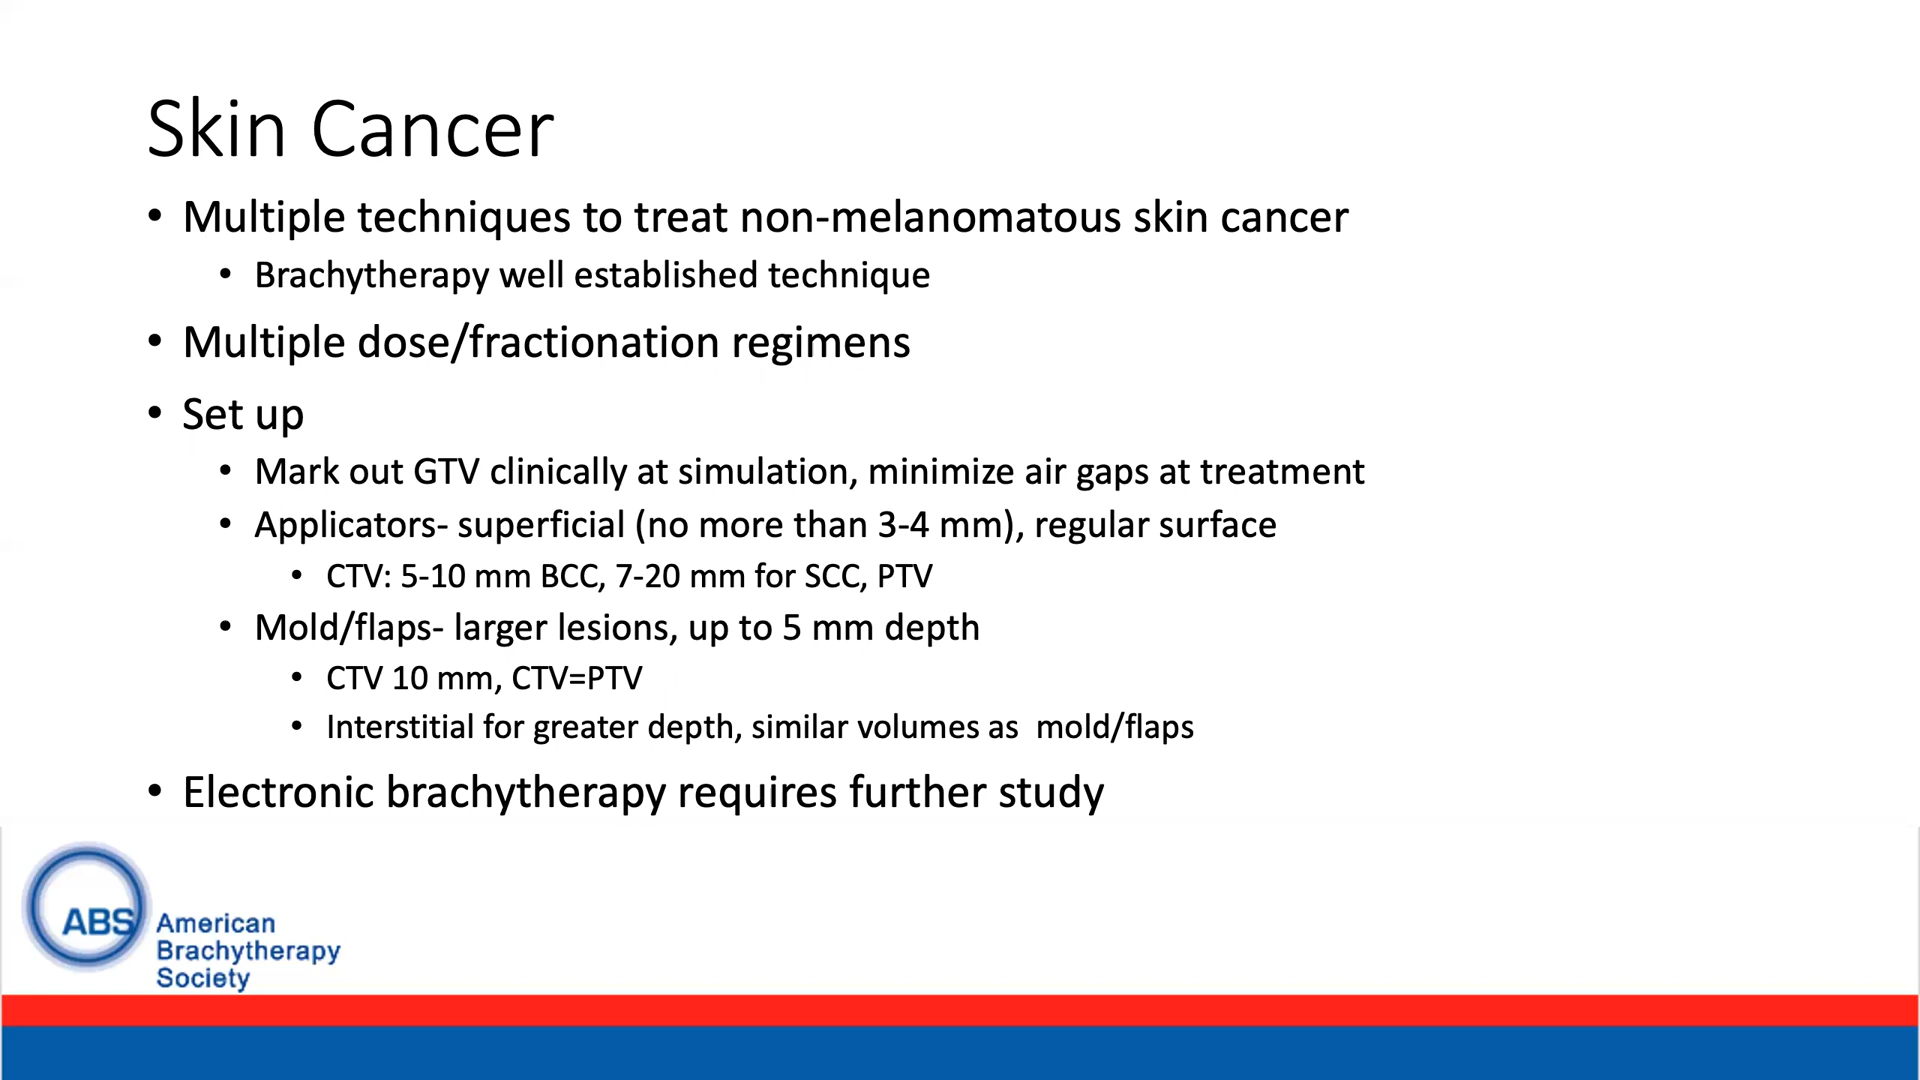 Skin Cancer
• Multiple techniques to treat non-melanomatous skin cancer
• Brachytherapy well established technique
• Multiple dose/fractionation regimens
• Set up
• Mark out GTV clinically at simulation, minimize air gaps at treatment
• Applicators- superficial (no more than 3-4 mm), regular surface
• CTV: 5-10 mm BCC, 7-20 mm for SCC, PTV
• Mold/flaps- larger lesions, up to 5 mm depth
• CTV 10 mm, CTV=PTV
• Interstitial for greater depth, similar volumes as  mold/flaps
• Electronic brachytherapy requires further study
ABS
American
Brachytherapy
Society